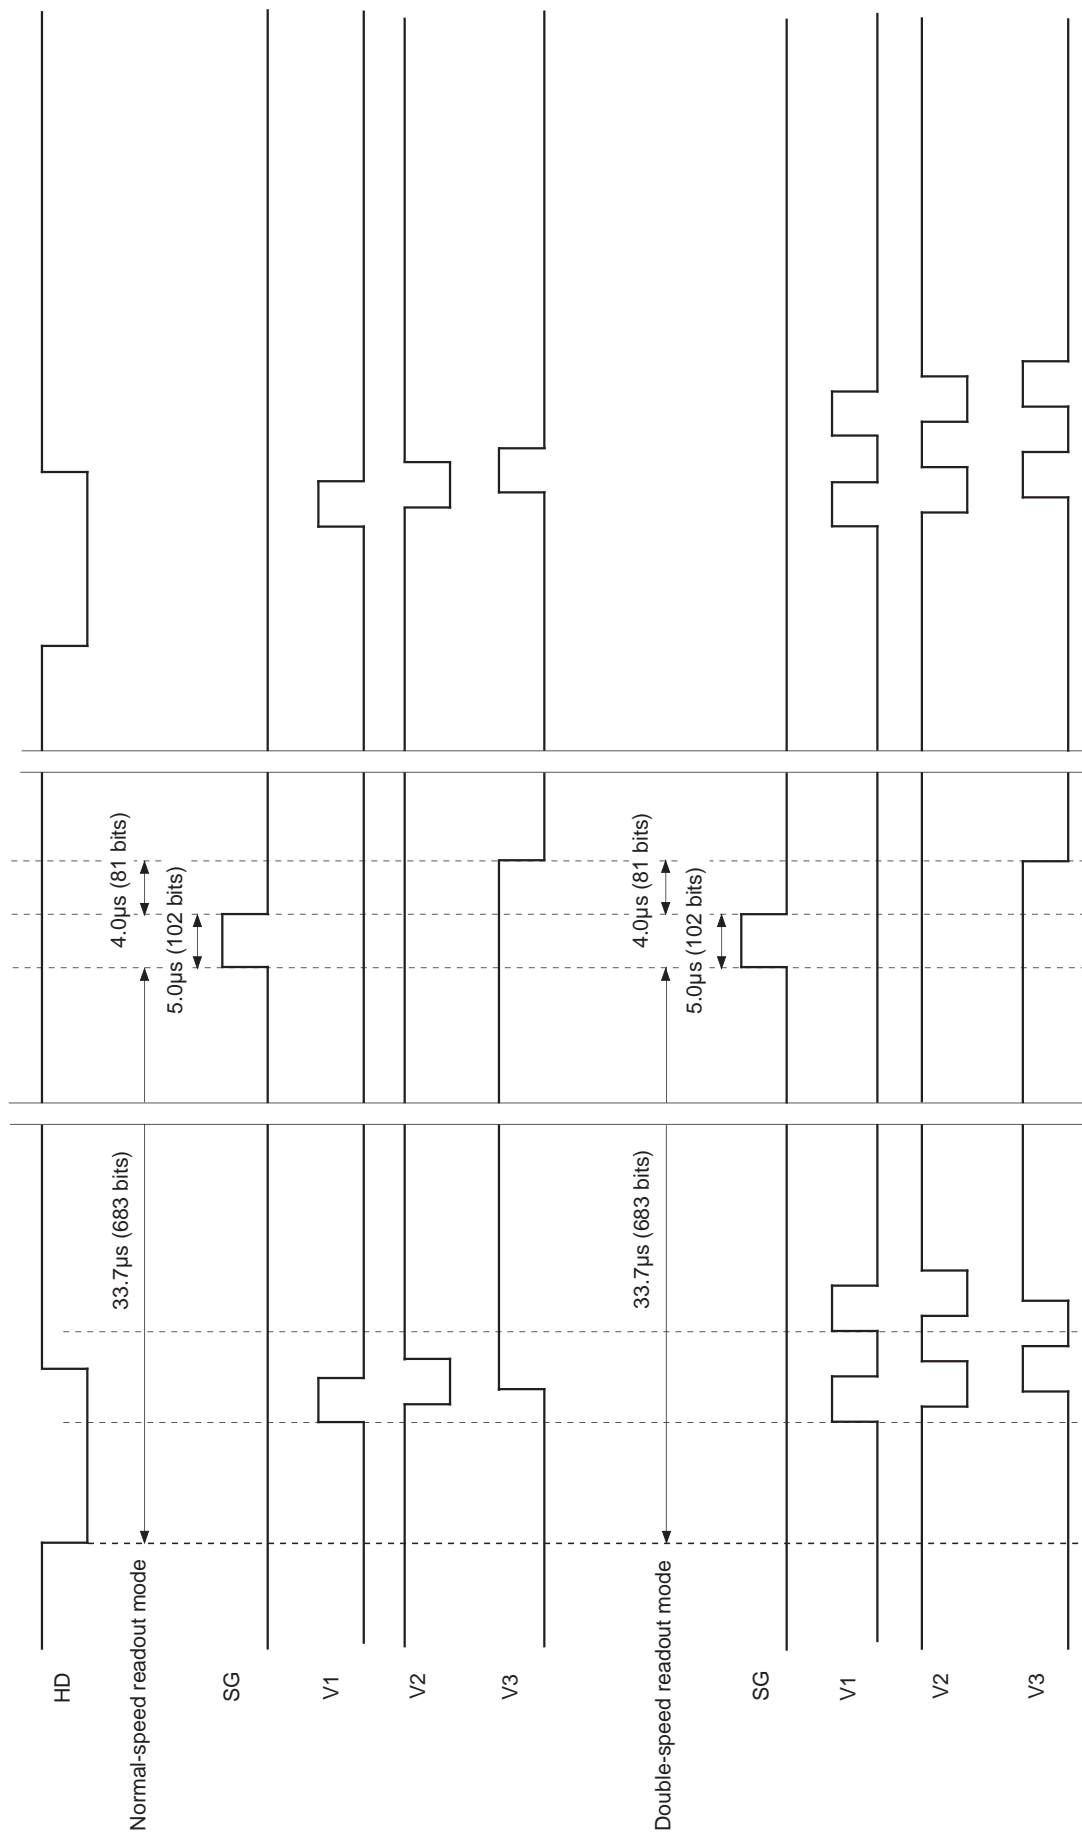 HD
Normal-speed readout mode
33.7µs (683 bits)
4.0µs (81 bits)
5.0µs (102 bits)
SG
V1
V2
V3
Double-speed readout mode
33.7µs (683 bits)
4.0µs (81 bits)
5.0µs (102 bits)
SG
V1
V2
V3